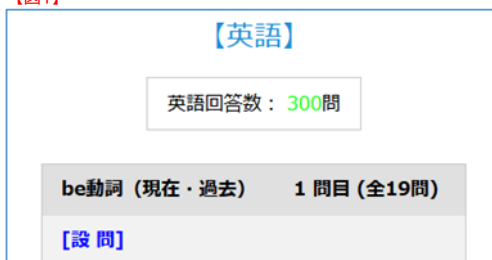 【図1】
【英語】
英語回答数： 300問
be動詞（現在・過去） 1 問目 (全19問)
[設 問]